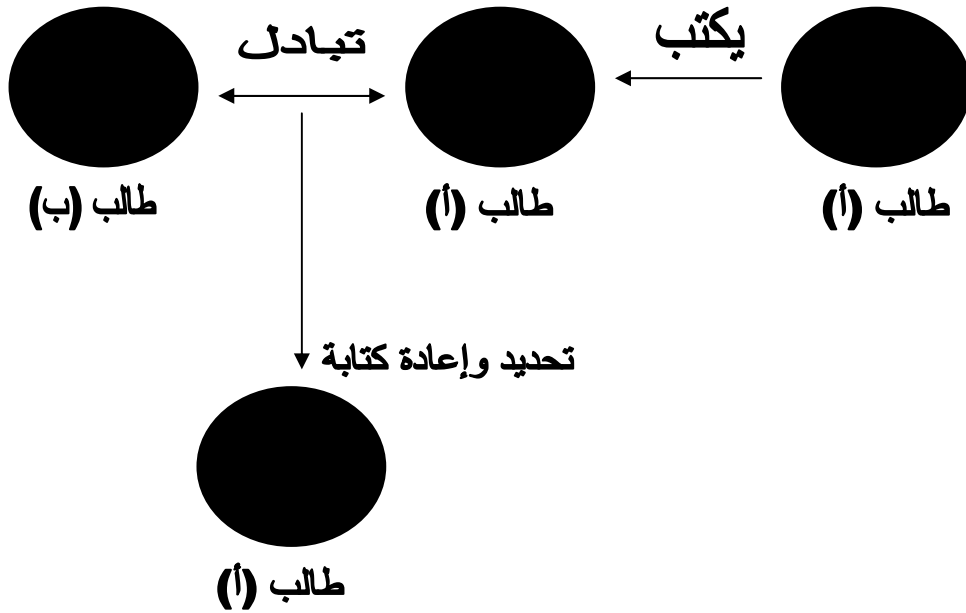 يكتب
تبادل
طالب (أ)
طالب (أ)
طالب (ب)
تحديد وإعادة كتابة
طالب (أ)